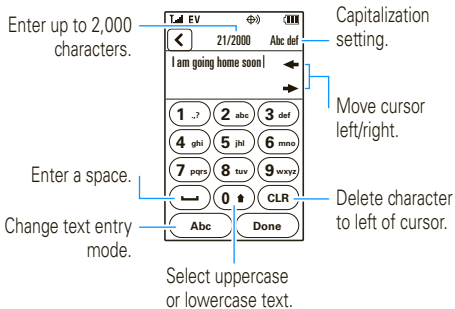 Enter up to 2,000
characters.
Capitalization
setting.
EV
21/2000 Abc def
I am going home soon
Move cursor
left/right.
1 .,? 2 abc 3 def
4 ghi 5 jhl 6 mno
7 pqrs 8 tuv 9 wxyz
0 CLR
Abc Done
Enter a space.
Change text entry
mode.
Delete character
to left of cursor.
Select uppercase
or lowercase text.